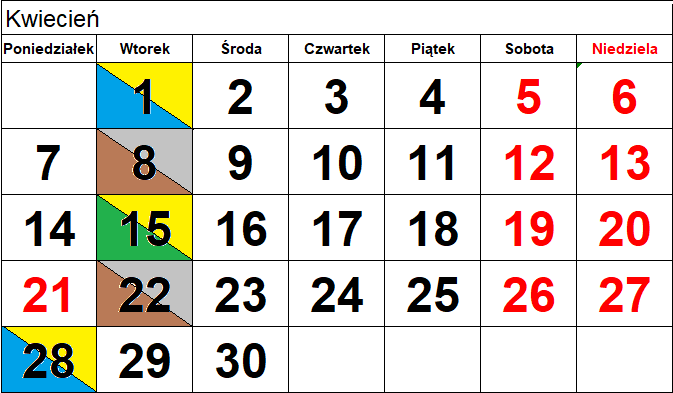 Kwiecień
Poniedziałek Wtorek Środa Czwartek Piątek Sobota Niedziela
1 2 3 4 5 6
7 8 9 10 11 12 13
14 15 16 17 18 19 20
21 22 23 24 25 26 27
28 29 30